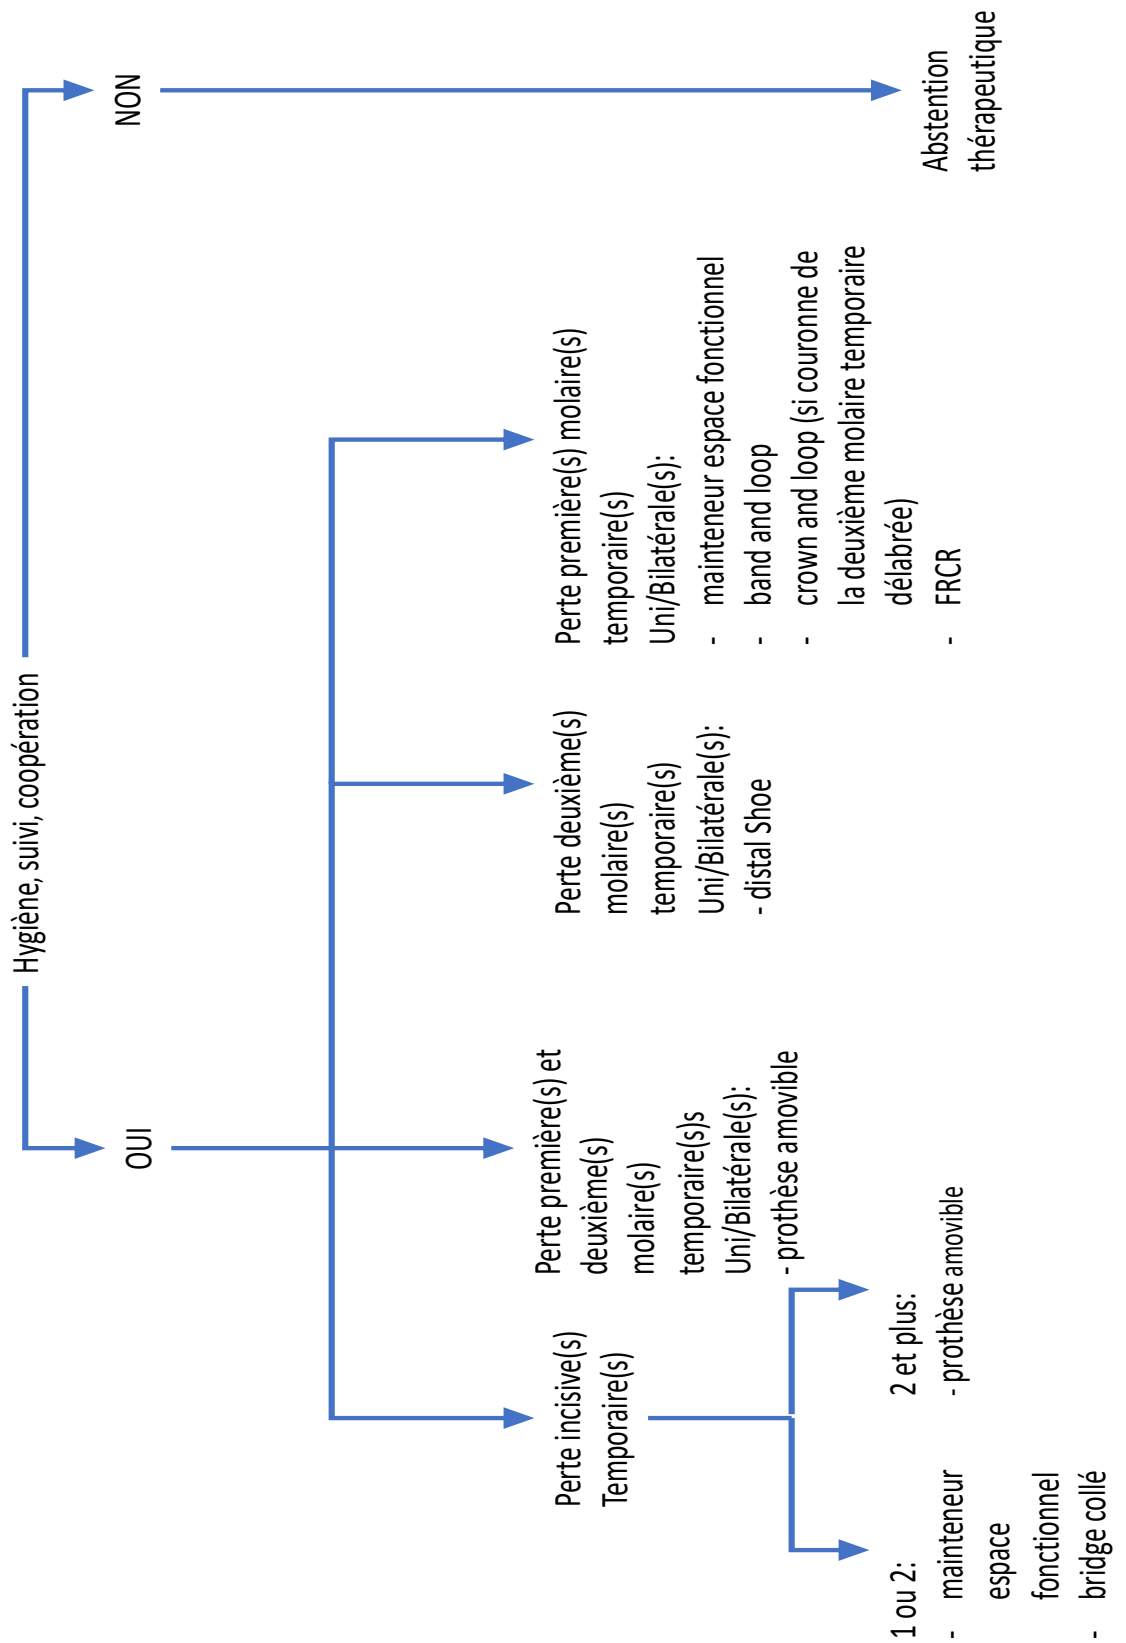 Hygiène, suivi, coopération
OUI
NON
Perte incisive(s)
Temporaire(s)
Perte première(s) et
deuxième(s)
molaire(s)
temporaire(s)s
Uni/Bilatérale(s):
- prothèse amovible
Perte deuxième(s)
molaire(s)
temporaire(s)
Uni/Bilatérale(s):
- distal Shoe
Perte première(s) molaire(s)
temporaire(s)
Uni/Bilatérale(s):
- mainteneur espace fonctionnel
- band and loop
- crown and loop (si couronne de
la deuxième molaire temporaire
délabrée)
- FRCR
Abstention
thérapeutique
1 ou 2:
- mainteneur
espace
fonctionnel
- bridge collé
2 et plus:
- prothèse amovible